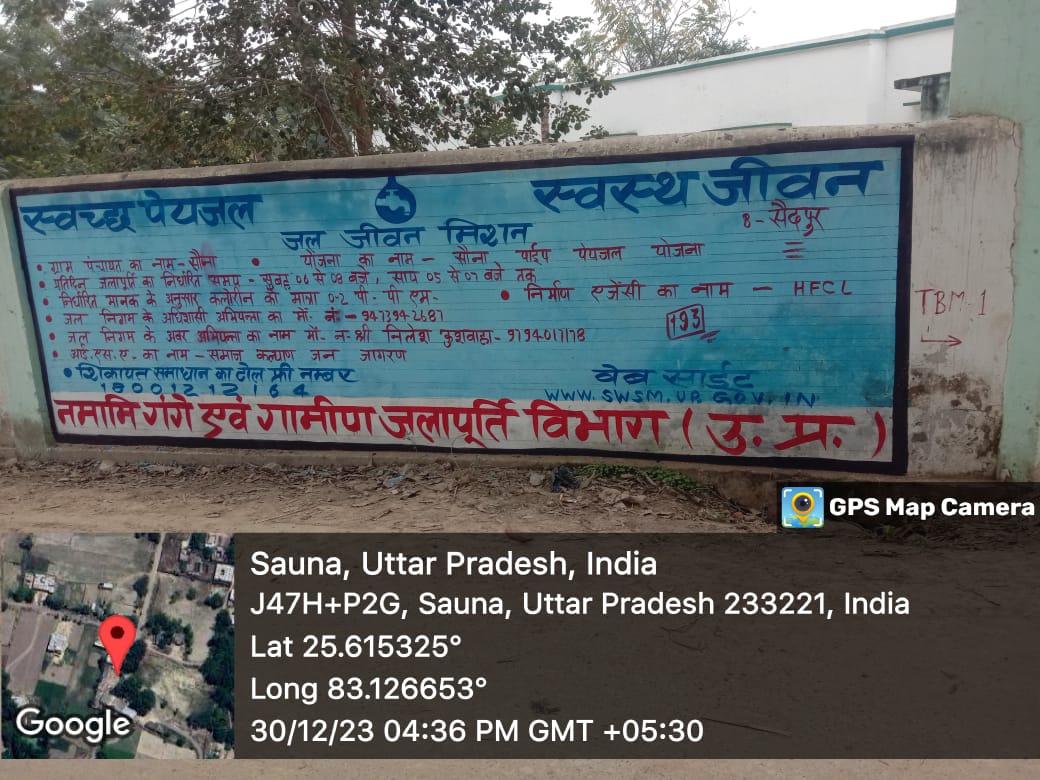 स्वच्छ पेयजल
स्वस्थ जीवन
जल जीवन मिशन
B - सैदपुर
• ग्राम पंचायत का नाम - सौना • योजना का नाम - सौना पाईप पेयजल योजना
• प्रतिदिन जलापूर्ति का निर्धारित समय - सुबह 06 से 08 बजे, सायं 05 से 07 बजे तक
• निर्धारित मानक के अनुसार क्लोरीन की मात्रा 0-2 पी- पी एम- • निर्माण एजेंसी का नाम - HFCL
• जल निगम के अधिशासी अभियन्ता का मो. नं. - 9473942687
193
• जल निगम के अवर अभियन्ता का नाम मो.- न.- श्री निलेश कुशवाहा - 9794017178
• आई.एस.ए. का नाम - समाज कल्याण जन जागरण
• शिकायत समाधान का टोल फ्री नम्बर
18001212164
वेब साईट
WWW.SWSM.UP.GOV.IN
नमामि गंगे एवं गामीण जलापूर्ति विभाग (उ. प्र.)
TBM-1
GPS Map Camera
Sauna, Uttar Pradesh, India
J47H+P2G, Sauna, Uttar Pradesh 233221, India
Lat 25.615325°
Long 83.126653°
30/12/23 04:36 PM GMT +05:30
Google